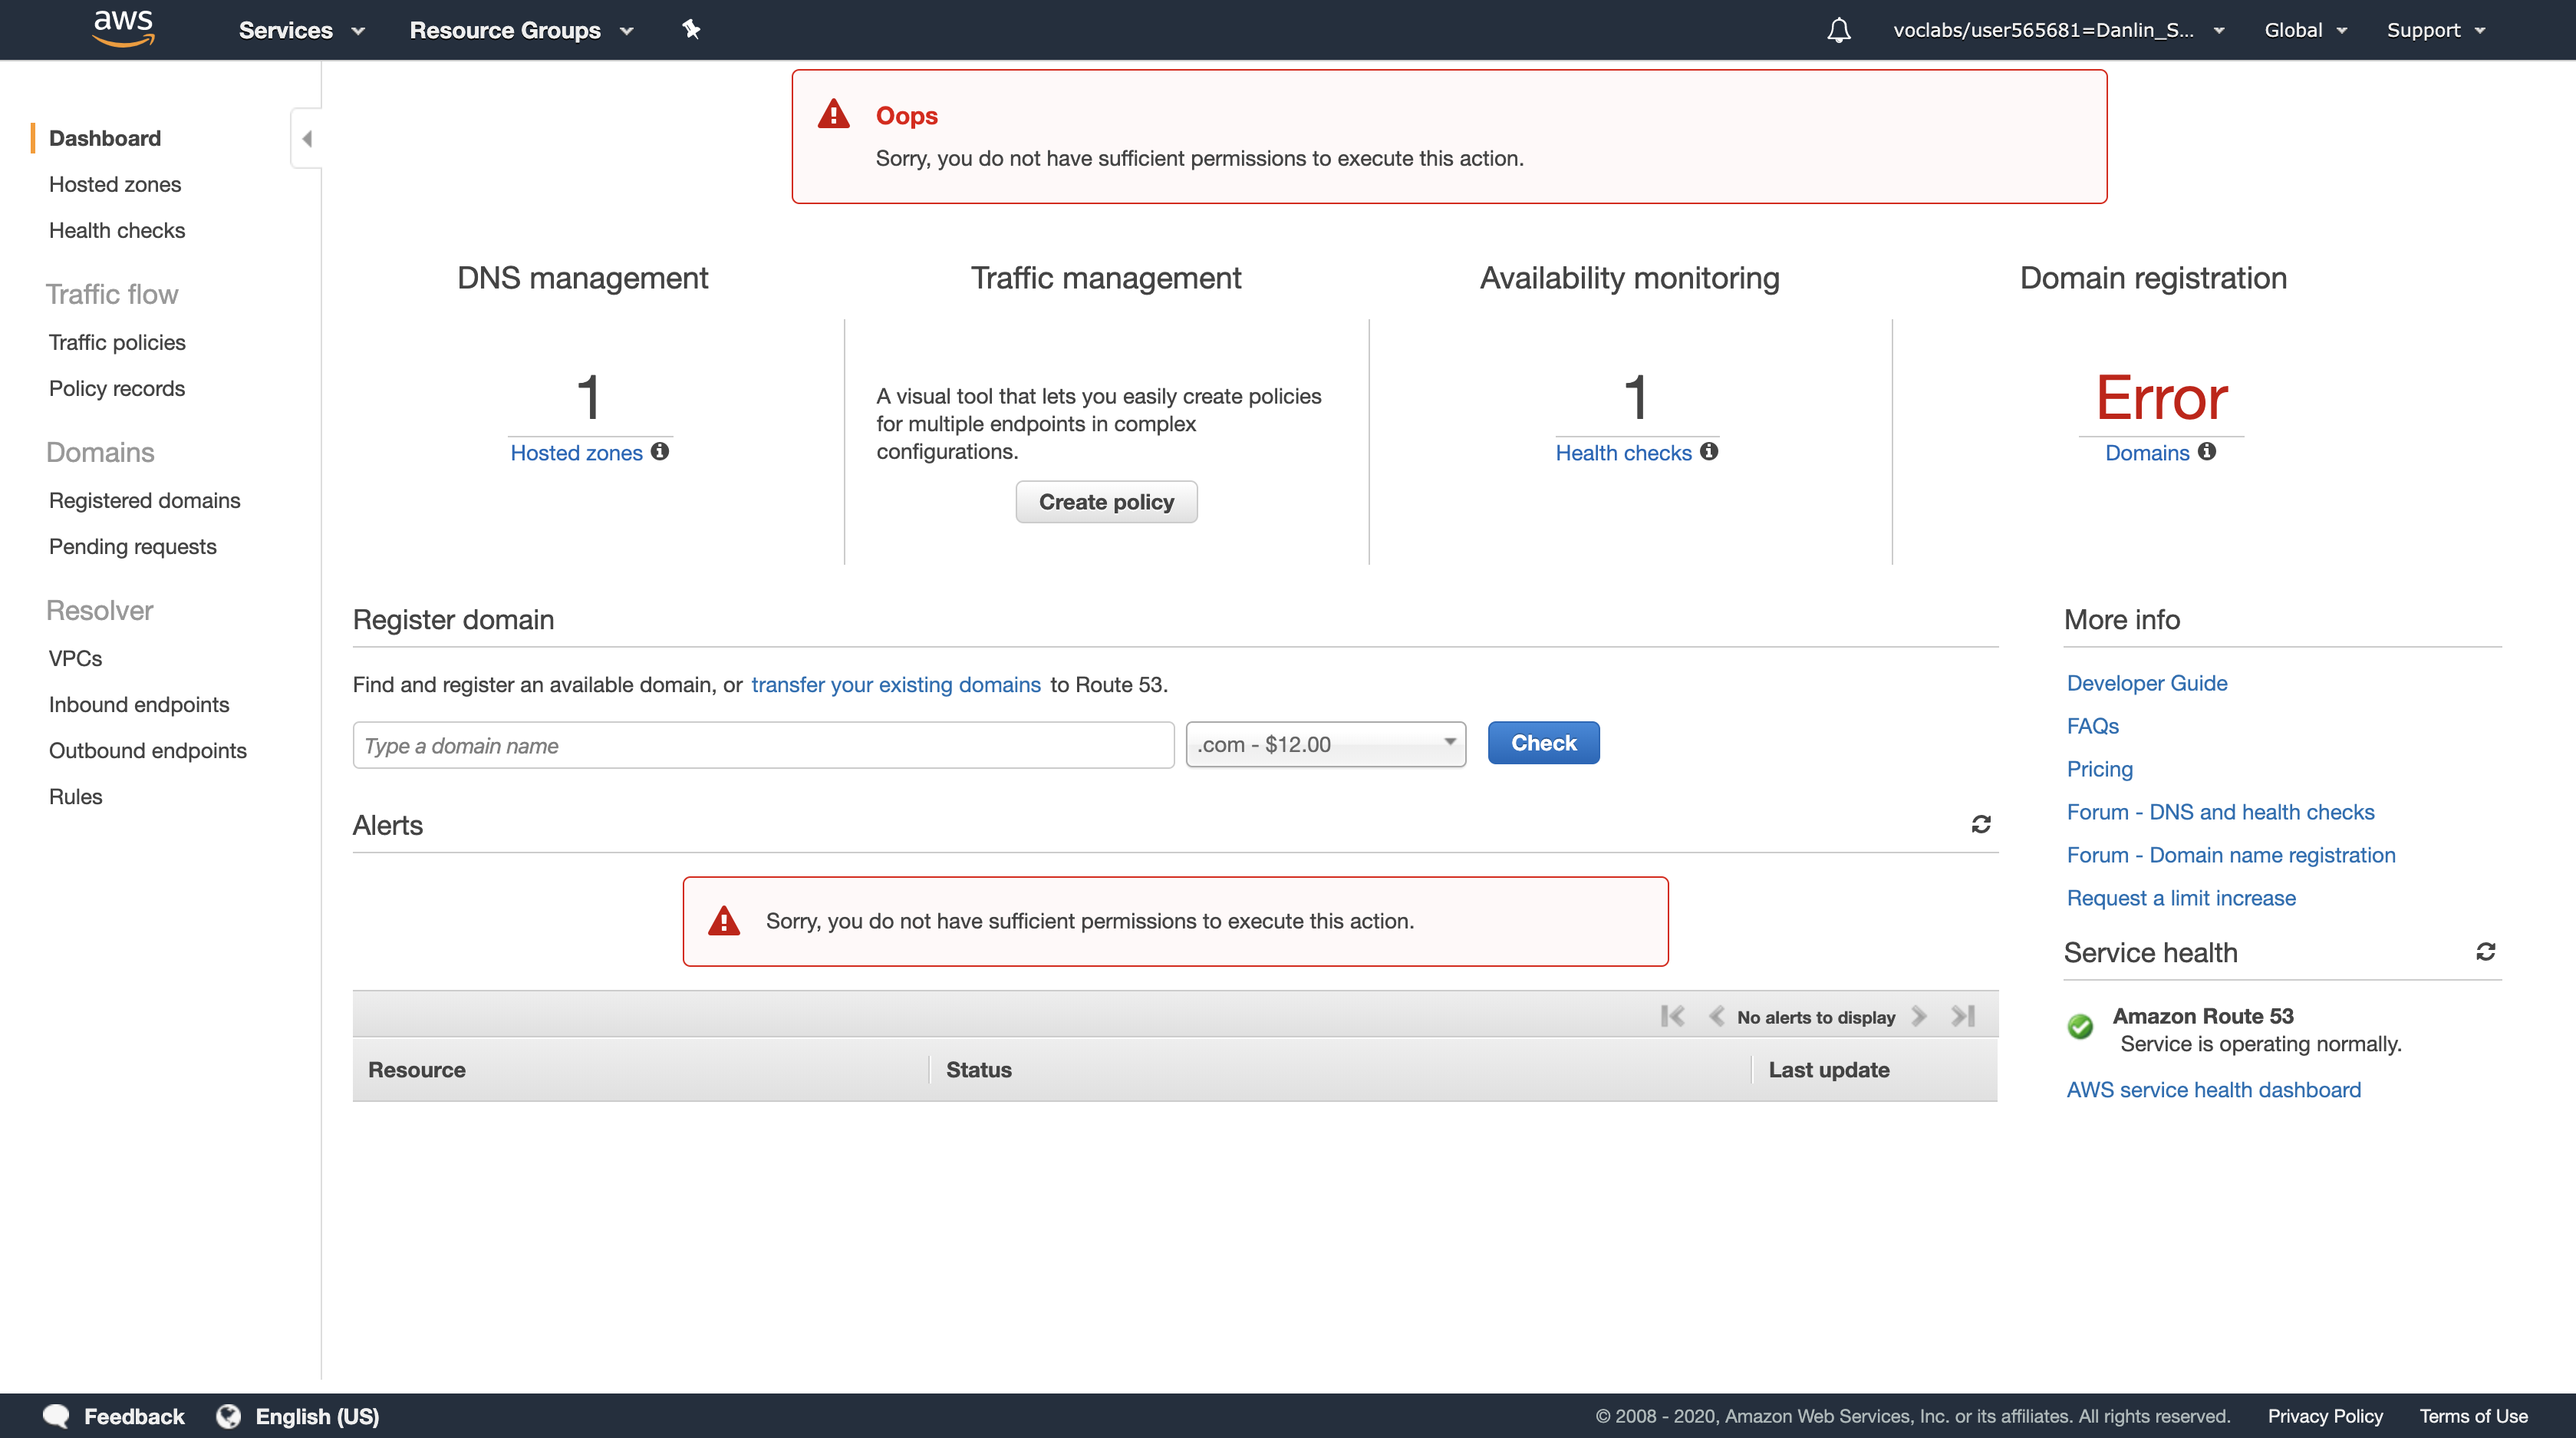 aws
Services
Resource Groups
voclabs/user565681=Danlin_S...
Global
Support
Dashboard
Hosted zones
Health checks
Traffic flow
Traffic policies
Policy records
Domains
Registered domains
Pending requests
Resolver
VPCs
Inbound endpoints
Outbound endpoints
Rules
Oops
Sorry, you do not have sufficient permissions to execute this action.
DNS management
1
Hosted zones
Traffic management
A visual tool that lets you easily create policies
for multiple endpoints in complex
configurations.
Create policy
Availability monitoring
1
Health checks
Domain registration
Error
Domains
Register domain
Find and register an available domain, or transfer your existing domains to Route 53.
Type a domain name
.com - $12.00
Check
Alerts
Sorry, you do not have sufficient permissions to execute this action.
No alerts to display
Resource
Status
Last update
More info
Developer Guide
FAQs
Pricing
Forum - DNS and health checks
Forum - Domain name registration
Request a limit increase
Service health
Amazon Route 53
Service is operating normally.
AWS service health dashboard
Feedback
English (US)
© 2008 - 2020, Amazon Web Services, Inc. or its affiliates. All rights reserved.
Privacy Policy
Terms of Use